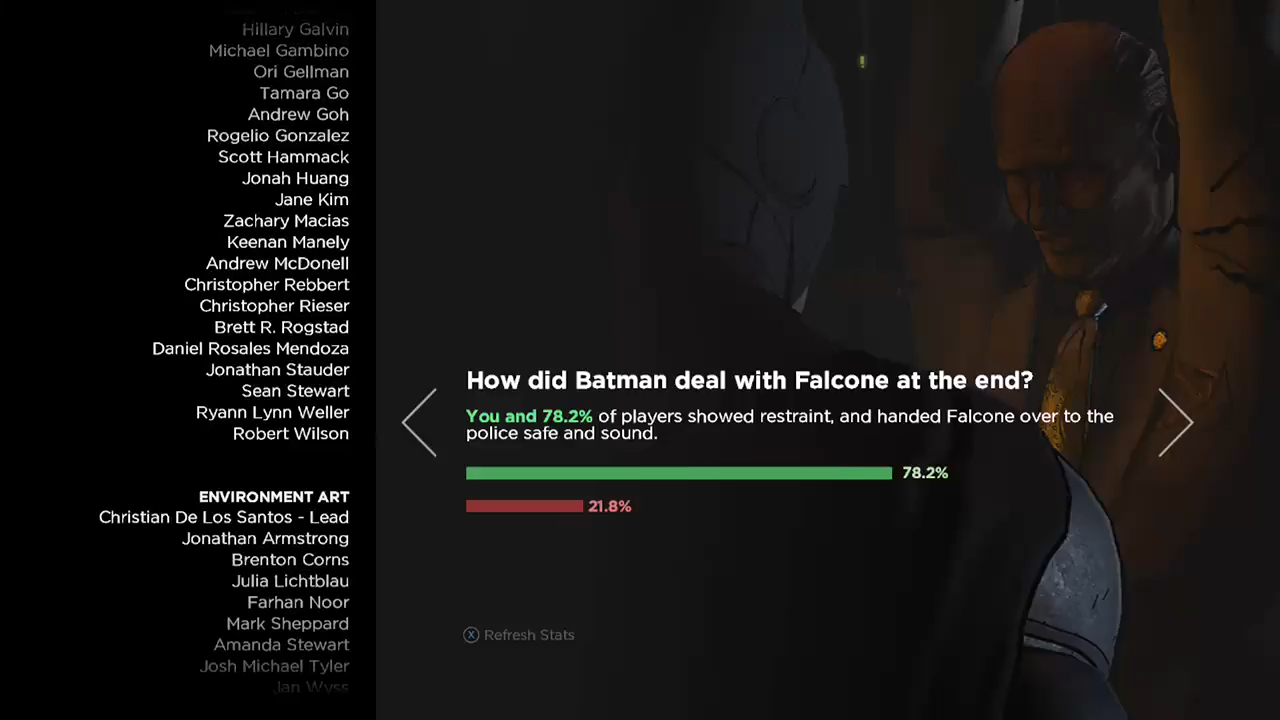 Hillary Galvin
Michael Gambino
Ori Gellman
Tamara Go
Andrew Goh
Rogelio Gonzalez
Scott Hammack
Jonah Huang
Jane Kim
Zachary Macias
Keenan Manely
Andrew McDonell
Christopher Rebbert
Christopher Rieser
Brett R. Rogstad
Daniel Rosales Mendoza
Jonathan Stauder
Sean Stewart
Ryann Lynn Weller
Robert Wilson
ENVIRONMENT ART
Christian De Los Santos - Lead
Jonathan Armstrong
Brenton Corns
Julia Lichtblau
Farhan Noor
Mark Sheppard
Amanda Stewart
Josh Michael Tyler
Jan Wyss
How did Batman deal with Falcone at the end?
You and 78.2% of players showed restraint, and handed Falcone over to the
police safe and sound.
78.2%
21.8%
X Refresh Stats